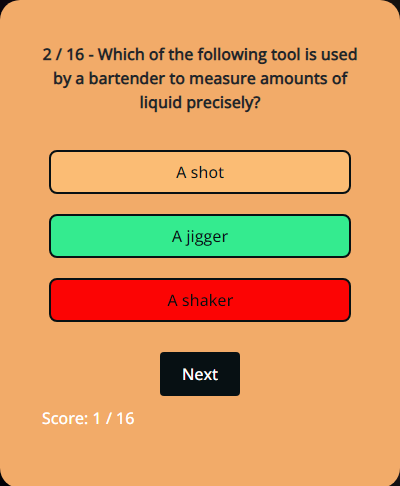 2 / 16 - Which of the following tool is used
by a bartender to measure amounts of
liquid precisely?
A shot
A jigger
A shaker
Next
Score: 1 / 16